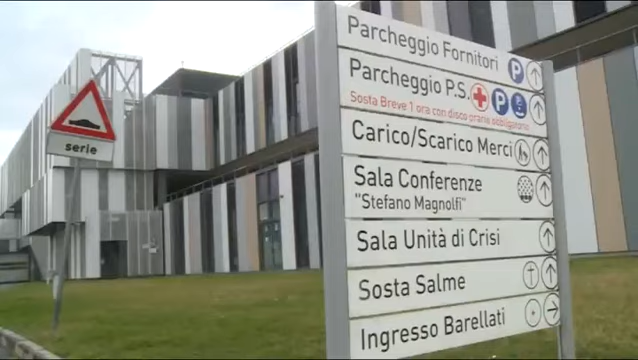 serie
Parcheggio Fornitori P
Parcheggio P.S. P
Sosta Breve 1 ora con disco orario obbligatorio
Carico/Scarico Merci
Sala Conferenze
"Stefano Magnolfi"
Sala Unità di Crisi
Sosta Salme
Ingresso Barellati